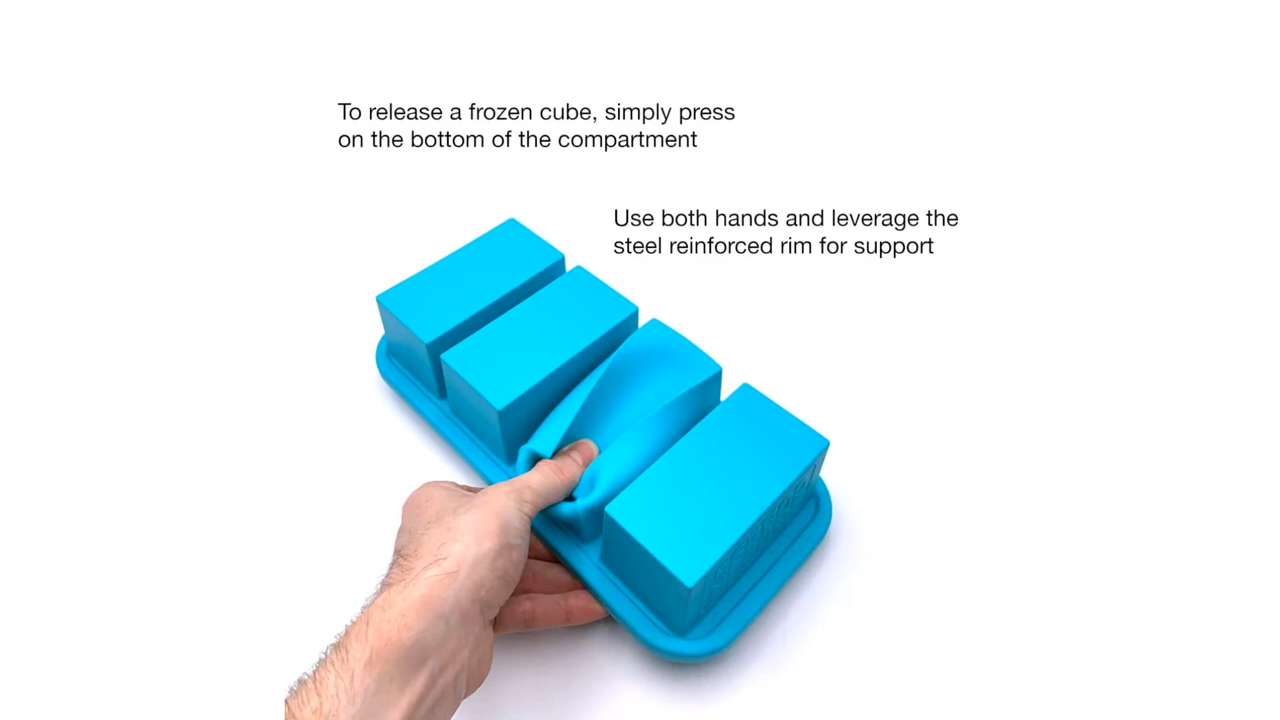 To release a frozen cube, simply press
on the bottom of the compartment
Use both hands and leverage the
steel reinforced rim for support